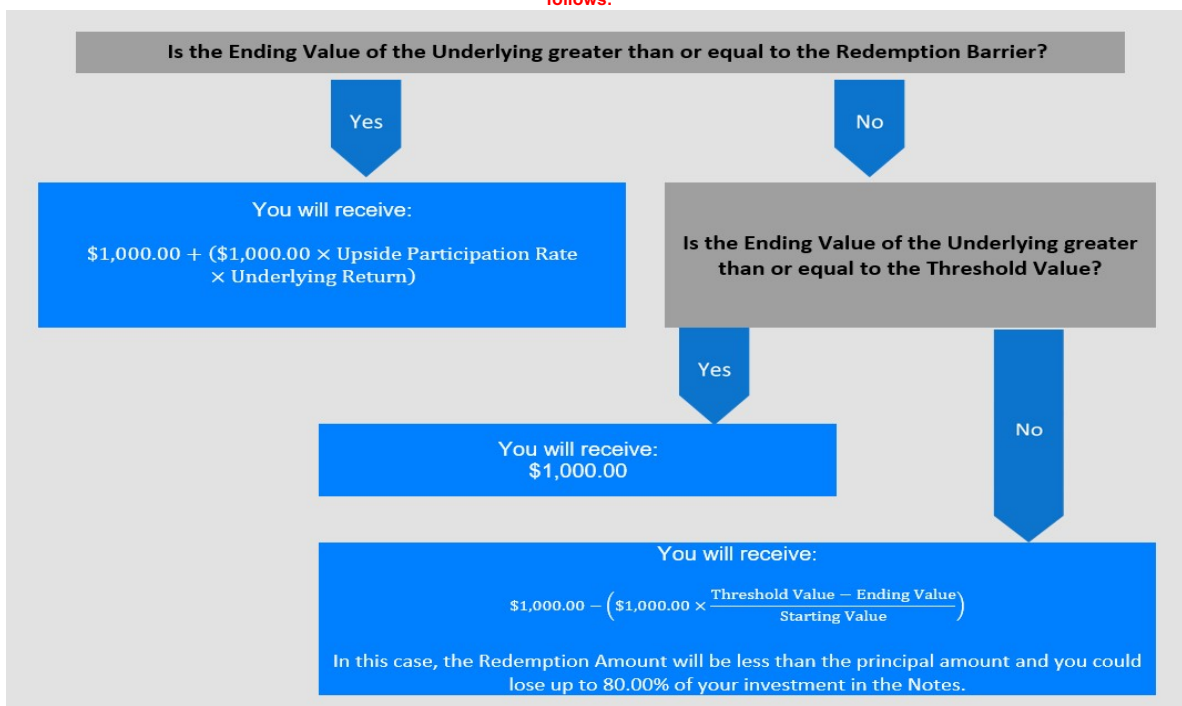 follows:
Is the Ending Value of the Underlying greater than or equal to the Redemption Barrier?
Yes
No
You will receive:
$1,000.00 + ($1,000.00 × Upside Participation Rate
× Underlying Return)
Is the Ending Value of the Underlying greater
than or equal to the Threshold Value?
Yes
No
You will receive:
$1,000.00
You will receive:
$1,000.00 − ($1,000.00 × (Threshold Value − Ending Value) / Starting Value)
In this case, the Redemption Amount will be less than the principal amount and you could
lose up to 80.00% of your investment in the Notes.